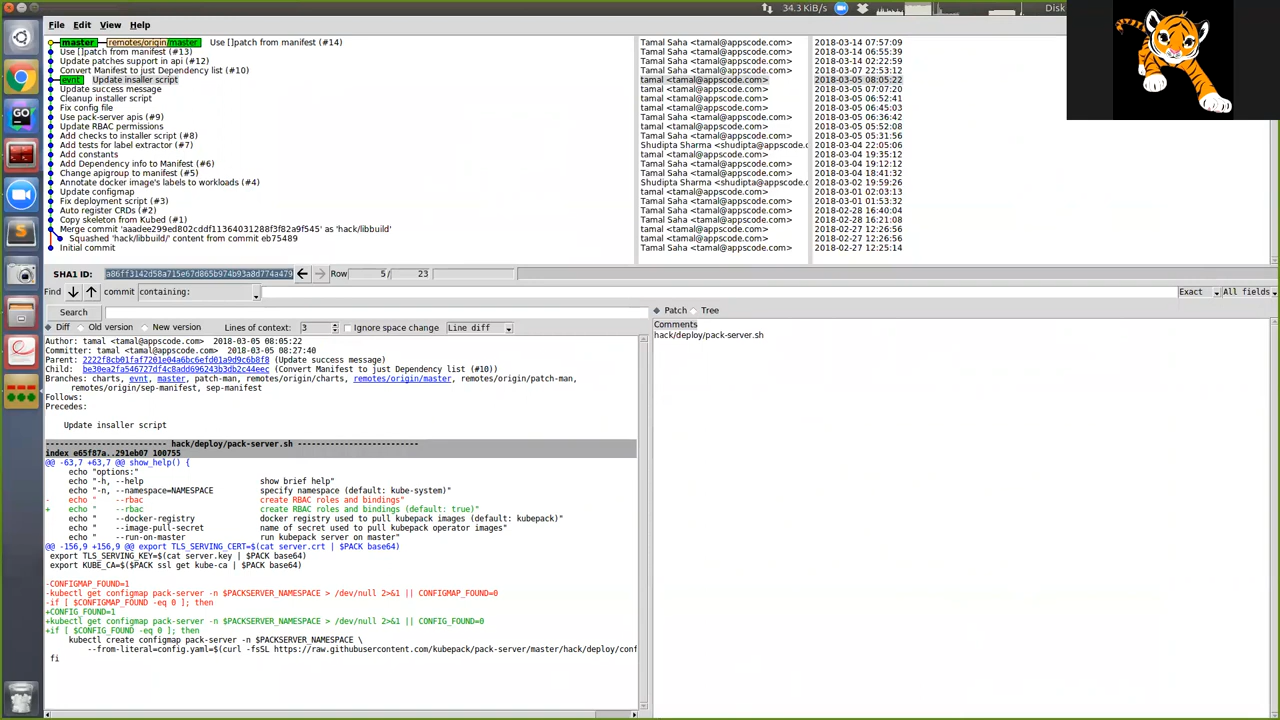 34.3 KiB/s
Disk
File Edit View Help
master remotes/origin/master Use []patch from manifest (#14)
Use []patch from manifest (#13)
Update patches support in api (#12)
Convert Manifest to just Dependency list (#10)
evnt Update insaller script
Update success message
Cleanup installer script
Fix config file
Use pack-server apis (#9)
Update RBAC permissions
Add checks to installer script (#8)
Add tests for label extractor (#7)
Add constants
Add Dependency info to Manifest (#6)
Change apigroup to manifest (#5)
Annotate docker image's labels to workloads (#4)
Update configmap
Fix deployment script (#3)
Auto register CRDs (#2)
Copy skeleton from Kubed (#1)
Merge commit 'aaadee299ed802cddf11364031288f3f82a9f545' as 'hack/libbuild'
Squashed 'hack/libbuild/' content from commit eb75489
Initial commit
Tamal Saha <tamal@appscode.com>
Tamal Saha <tamal@appscode.com>
Tamal Saha <tamal@appscode.com>
Tamal Saha <tamal@appscode.com>
tamal <tamal@appscode.com>
tamal <tamal@appscode.com>
tamal <tamal@appscode.com>
tamal <tamal@appscode.com>
Tamal Saha <tamal@appscode.com>
tamal <tamal@appscode.com>
Tamal Saha <tamal@appscode.com>
Shudipta Sharma <shudipta@appscode.c
tamal <tamal@appscode.com>
Tamal Saha <tamal@appscode.com>
Tamal Saha <tamal@appscode.com>
Shudipta Sharma <shudipta@appscode.c
tamal <tamal@appscode.com>
Tamal Saha <tamal@appscode.com>
Tamal Saha <tamal@appscode.com>
Tamal Saha <tamal@appscode.com>
tamal <tamal@appscode.com>
tamal <tamal@appscode.com>
tamal <tamal@appscode.com>
2018-03-14 07:57:09
2018-03-14 06:55:39
2018-03-14 02:22:59
2018-03-07 22:53:12
2018-03-05 08:05:22
2018-03-05 07:07:20
2018-03-05 06:52:41
2018-03-05 06:45:03
2018-03-05 06:36:42
2018-03-05 05:52:08
2018-03-05 05:31:56
2018-03-04 22:05:06
2018-03-04 19:35:12
2018-03-04 19:12:12
2018-03-04 18:41:32
2018-03-02 19:59:26
2018-03-01 02:03:13
2018-03-01 01:53:32
2018-02-28 16:40:04
2018-02-28 16:21:08
2018-02-27 12:26:56
2018-02-27 12:26:56
2018-02-27 12:25:14
SHA1 ID: a86ff3142d58a715e67d865b974b93a8d774a479 Row 5 / 23
Find commit containing: Exact All fields
Search
Diff Old version New version Lines of context: 3 Ignore space change Line diff
Author: tamal <tamal@appscode.com> 2018-03-05 08:05:22
Committer: tamal <tamal@appscode.com> 2018-03-05 08:27:40
Parent: 2222f8cb01faf7201e04a6bc6efd01a9d9c6b8f8 (Update success message)
Child: be30ea2fa546727df4c8add696243b3db2c44eec (Convert Manifest to just Dependency list (#10))
Branches: charts, evnt, master, patch-man, remotes/origin/charts, remotes/origin/master, remotes/origin/patch-man,
remotes/origin/sep-manifest, sep-manifest
Follows:
Precedes:
Update insaller script
---------------------------- hack/deploy/pack-server.sh ----------------------------
index e65f87a..291eb07 100755
@@ -63,7 +63,7 @@ show_help() {
echo "options:"
echo "-h, --help show brief help"
echo "-n, --namespace=NAMESPACE specify namespace (default: kube-system)"
- echo " --rbac create RBAC roles and bindings"
+ echo " --rbac create RBAC roles and bindings (default: true)"
echo " --docker-registry docker registry used to pull kubepack images (default: kubepack)"
echo " --image-pull-secret name of secret used to pull kubepack operator images"
echo " --run-on-master run kubepack server on master"
@@ -156,9 +156,9 @@ export TLS_SERVING_CERT=$(cat server.crt | $PACK base64)
export TLS_SERVING_KEY=$(cat server.key | $PACK base64)
export KUBE_CA=$($PACK ssl get kube-ca | $PACK base64)
-CONFIGMAP_FOUND=1
-kubectl get configmap pack-server -n $PACKSERVER_NAMESPACE > /dev/null 2>&1 || CONFIGMAP_FOUND=0
-if [ $CONFIGMAP_FOUND -eq 0 ]; then
+CONFIG_FOUND=1
+kubectl get configmap pack-server -n $PACKSERVER_NAMESPACE > /dev/null 2>&1 || CONFIG_FOUND=0
+if [ $CONFIG_FOUND -eq 0 ]; then
kubectl create configmap pack-server -n $PACKSERVER_NAMESPACE \
--from-literal=config.yaml=$(curl -fsSL https://raw.githubusercontent.com/kubepack/pack-server/master/hack/deploy/conf
fi
Patch Tree
Comments
hack/deploy/pack-server.sh
GO
S